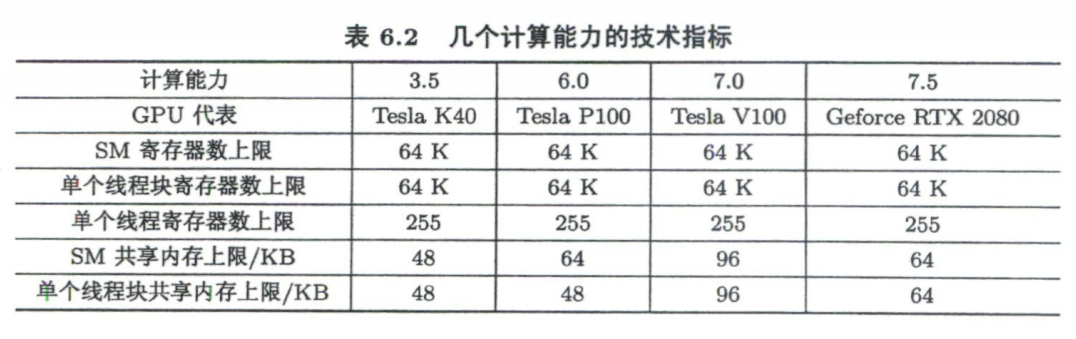 表 6.2 几个计算能力的技术指标
计算能力 3.5 6.0 7.0 7.5
GPU 代表 Tesla K40 Tesla P100 Tesla V100 Geforce RTX 2080
SM 寄存器数上限 64 K 64 K 64 K 64 K
单个线程块寄存器数上限 64 K 64 K 64 K 64 K
单个线程寄存器数上限 255 255 255 255
SM 共享内存上限/KB 48 64 96 64
单个线程块共享内存上限/KB 48 48 96 64